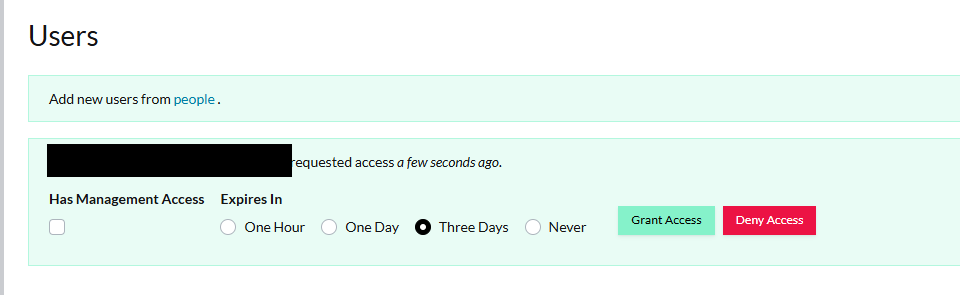 Users
Add new users from people .
requested access a few seconds ago.
Has Management Access Expires In
One Hour One Day Three Days Never Grant Access Deny Access